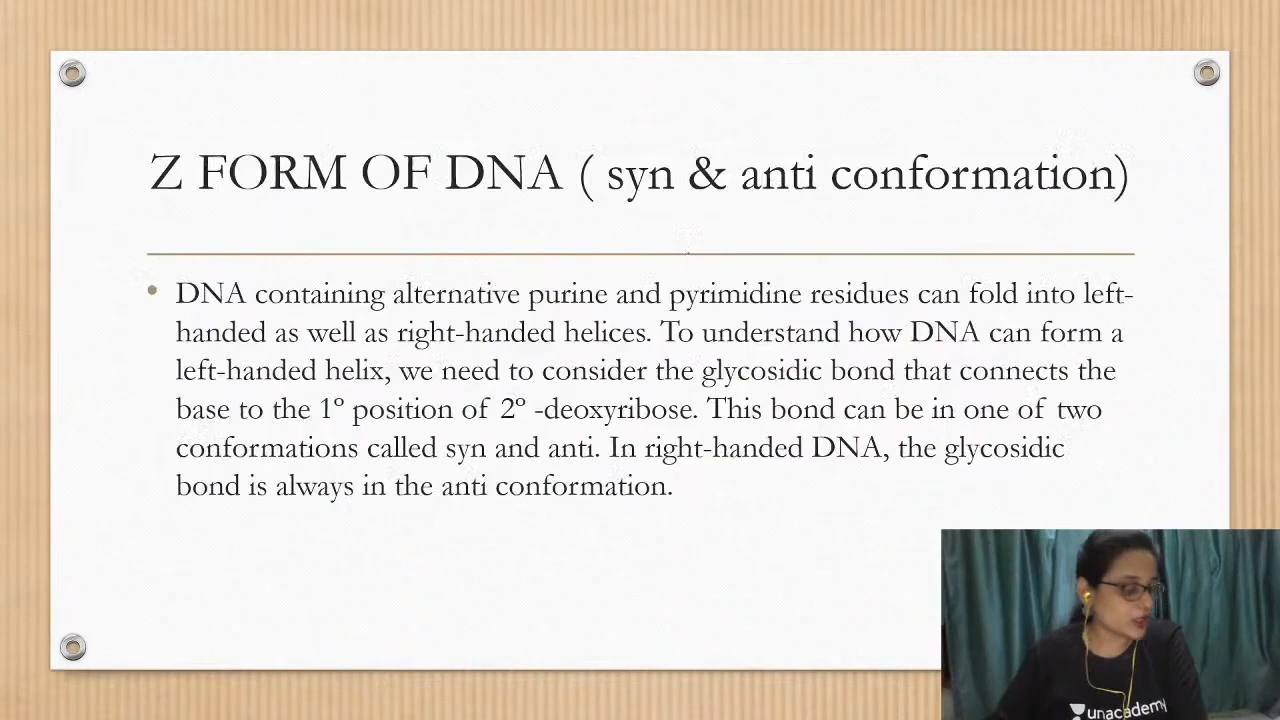 Z FORM OF DNA ( syn & anti conformation)
• DNA containing alternative purine and pyrimidine residues can fold into left-
handed as well as right-handed helices. To understand how DNA can form a
left-handed helix, we need to consider the glycosidic bond that connects the
base to the 1º position of 2º -deoxyribose. This bond can be in one of two
conformations called syn and anti. In right-handed DNA, the glycosidic
bond is always in the anti conformation.
unacademy